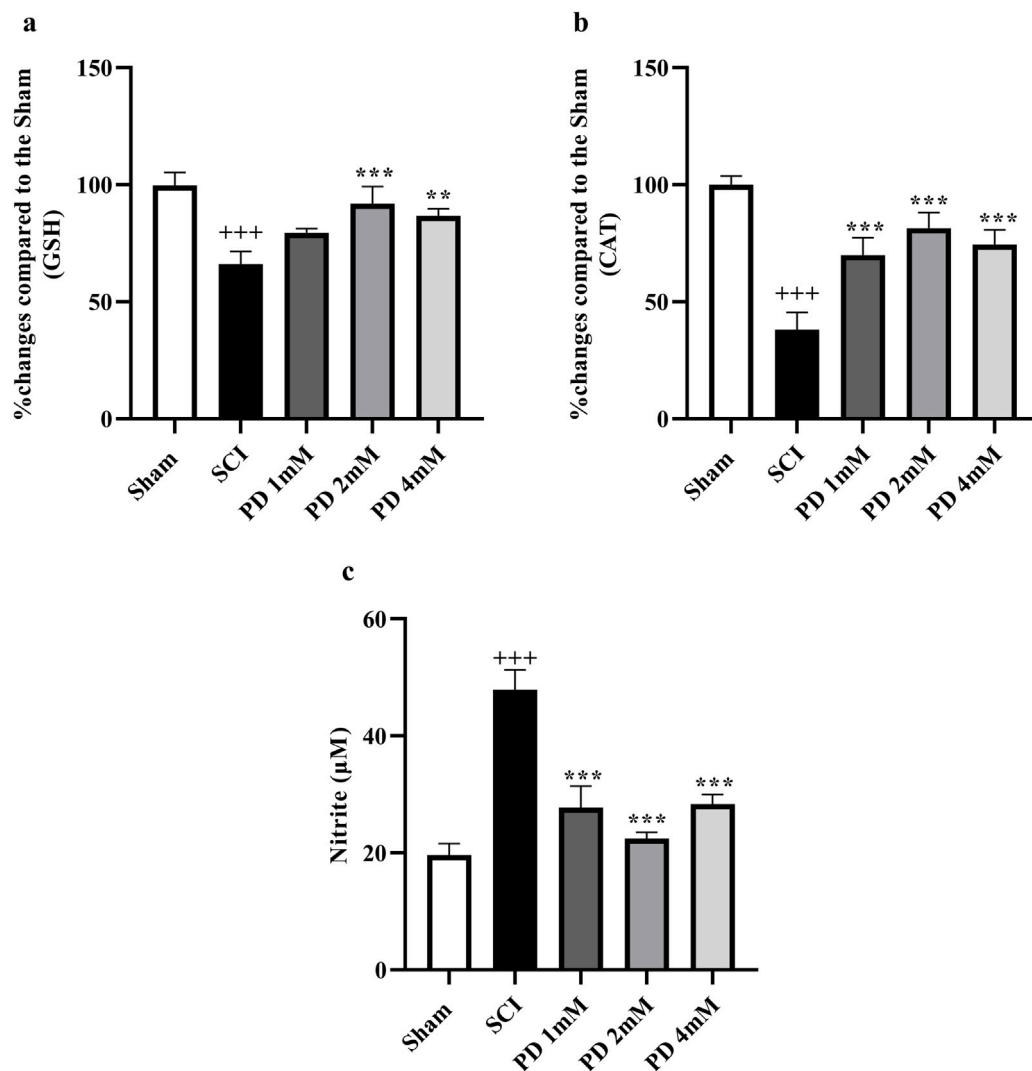 a
%changes compared to the Sham
(GSH)
150
100
50
0
+++
***
**
Sham
SCI
PD 1mM
PD 2mM
PD 4mM
b
%changes compared to the Sham
(CAT)
150
100
50
0
+++
***
***
***
Sham
SCI
PD 1mM
PD 2mM
PD 4mM
c
Nitrite (µM)
60
40
20
0
+++
***
***
***
Sham
SCI
PD 1mM
PD 2mM
PD 4mM